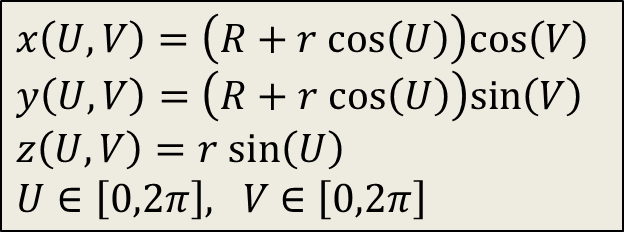 x(U,V) = (R + r cos(U))cos(V)
y(U,V) = (R + r cos(U))sin(V)
z(U,V) = r sin(U)
U ∈ [0,2π], V ∈ [0,2π]